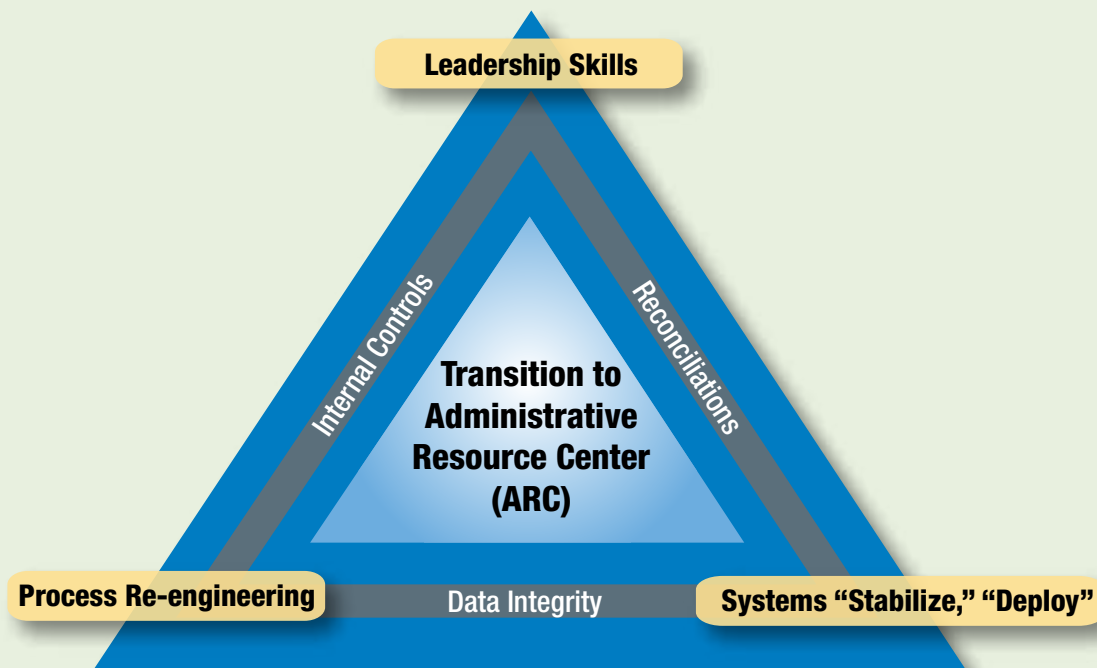 Leadership Skills
Internal Controls
Reconciliations
Transition to
Administrative
Resource Center
(ARC)
Process Re-engineering
Data Integrity
Systems “Stabilize,” “Deploy”